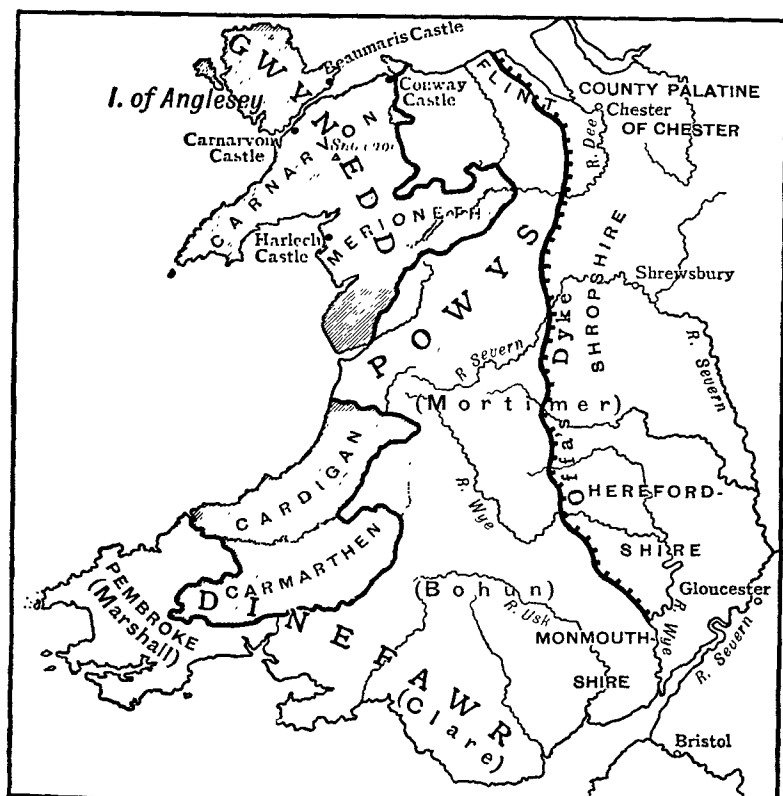 GWYNEDD
Beaumaris Castle
I. of Anglesey
Conway
Castle
FLINT
COUNTY PALATINE
OF CHESTER
Chester
R. Dee
Carnarvon
Castle
CARNARVON
MERIONETH
Harlech
Castle
POWYS
SHROPSHIRE
Shrewsbury
Offa's Dyke
R. Severn
R. Severn
(Mortimer)
CARDIGAN
R. Wye
HEREFORD-
SHIRE
CARMARTHEN
PEMBROKE
(Marshall)
DINEFAWR
(Clare)
(Bohun)
R. Usk
MONMOUTH-
SHIRE
Gloucester
R. Wye
R. Severn
Bristol